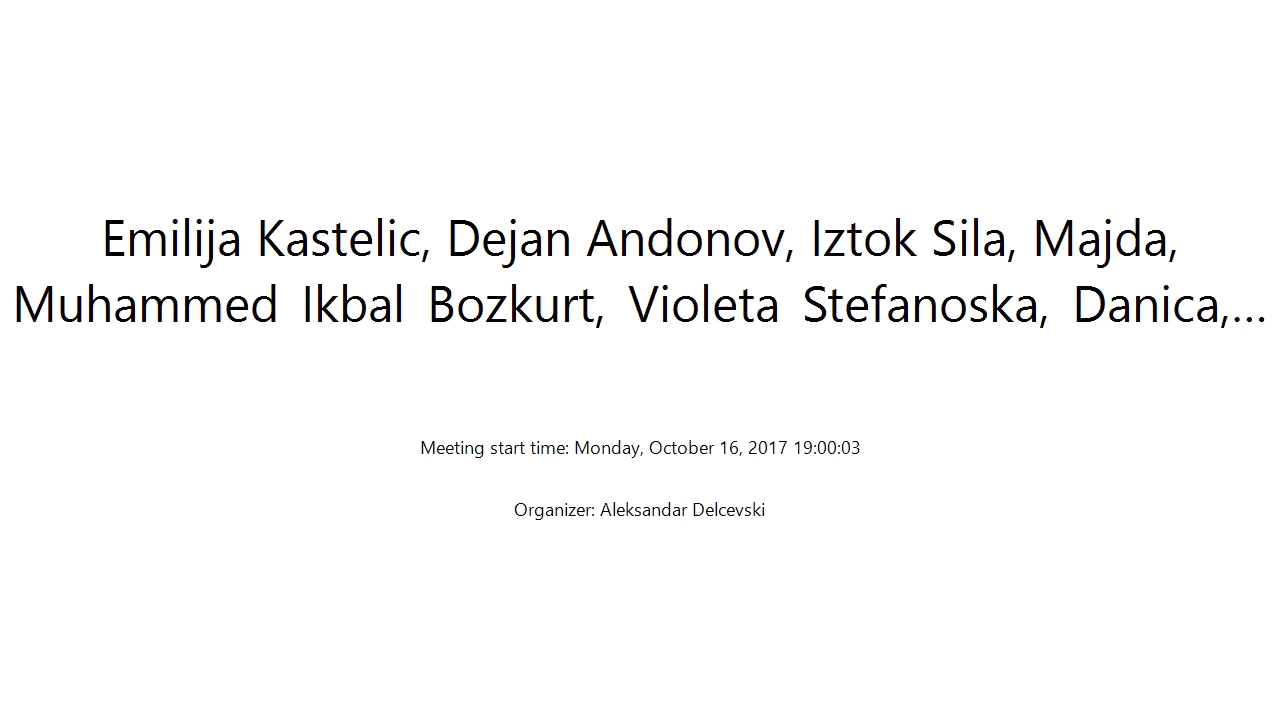 Emilija Kastelic, Dejan Andonov, Iztok Sila, Majda,
Muhammed Ikbal Bozkurt, Violeta Stefanoska, Danica,...
Meeting start time: Monday, October 16, 2017 19:00:03
Organizer: Aleksandar Delcevski